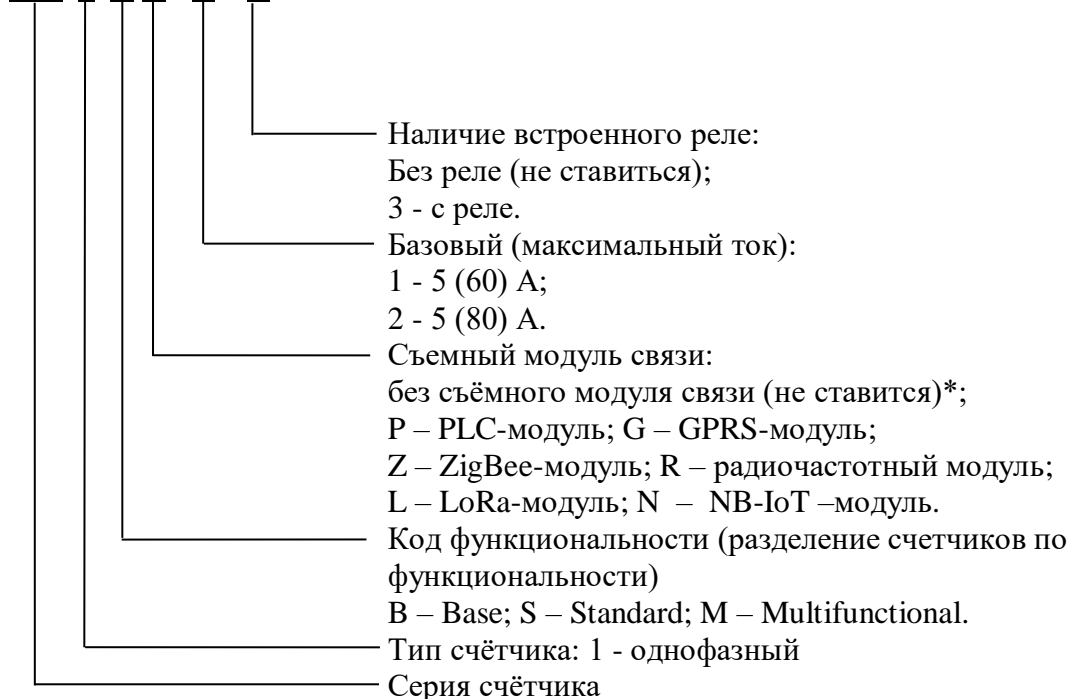 Наличие встроенного реле:
Без реле (не ставиться);
3 - с реле.
Базовый (максимальный ток):
1 - 5 (60) А;
2 - 5 (80) А.
Съемный модуль связи:
без съёмного модуля связи (не ставится)*;
P – PLC-модуль; G – GPRS-модуль;
Z – ZigBee-модуль; R – радиочастотный модуль;
L – LoRa-модуль; N – NB-IoT –модуль.
Код функциональности (разделение счетчиков по
функциональности)
B – Base; S – Standard; M – Multifunctional.
Тип счётчика: 1 - однофазный
Серия счётчика